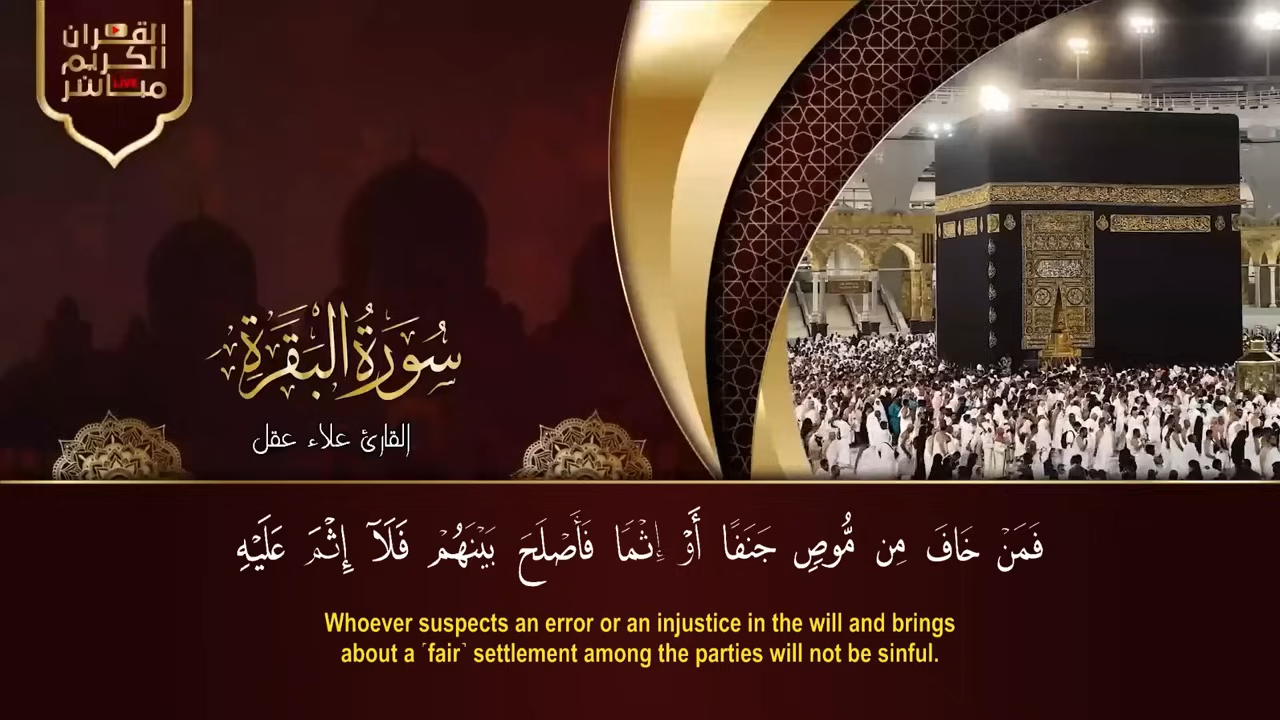 القرآن
الكريم
مباشر
LIVE
سُورَةُ البَقَرَةِ
القارئ علاء عقل
فَمَنْ خَافَ مِن مُّوصٍ جَنَفًا أَوْ إِثْمًا فَأَصْلَحَ بَيْنَهُمْ فَلَآ إِثْمَ عَلَيْهِ
Whoever suspects an error or an injustice in the will and brings
about a ˹fair˺ settlement among the parties will not be sinful.